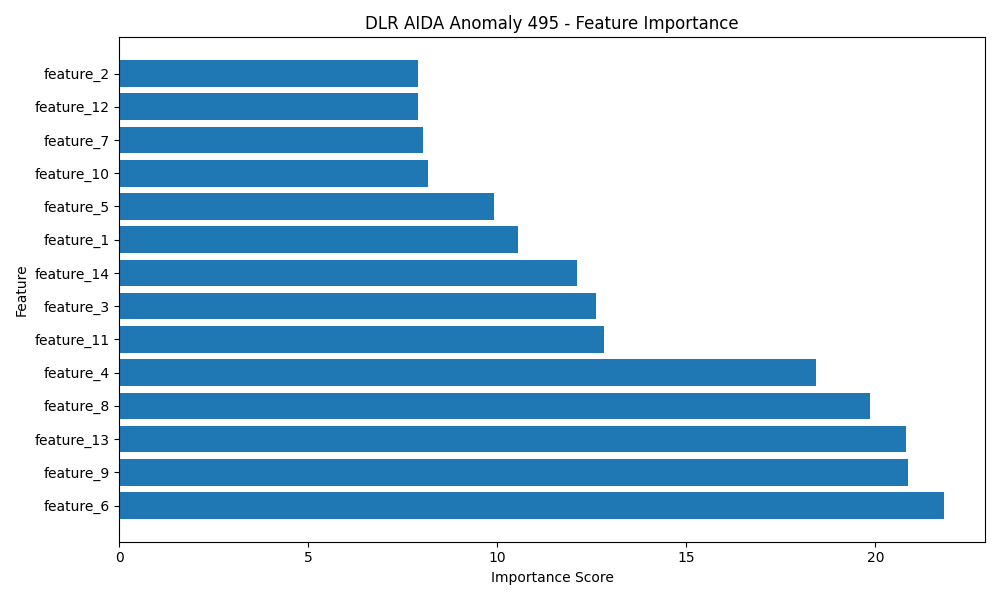 DLR AIDA Anomaly 495 - Feature Importance
Feature
feature_2
feature_12
feature_7
feature_10
feature_5
feature_1
feature_14
feature_3
feature_11
feature_4
feature_8
feature_13
feature_9
feature_6
0 5 10 15 20
Importance Score